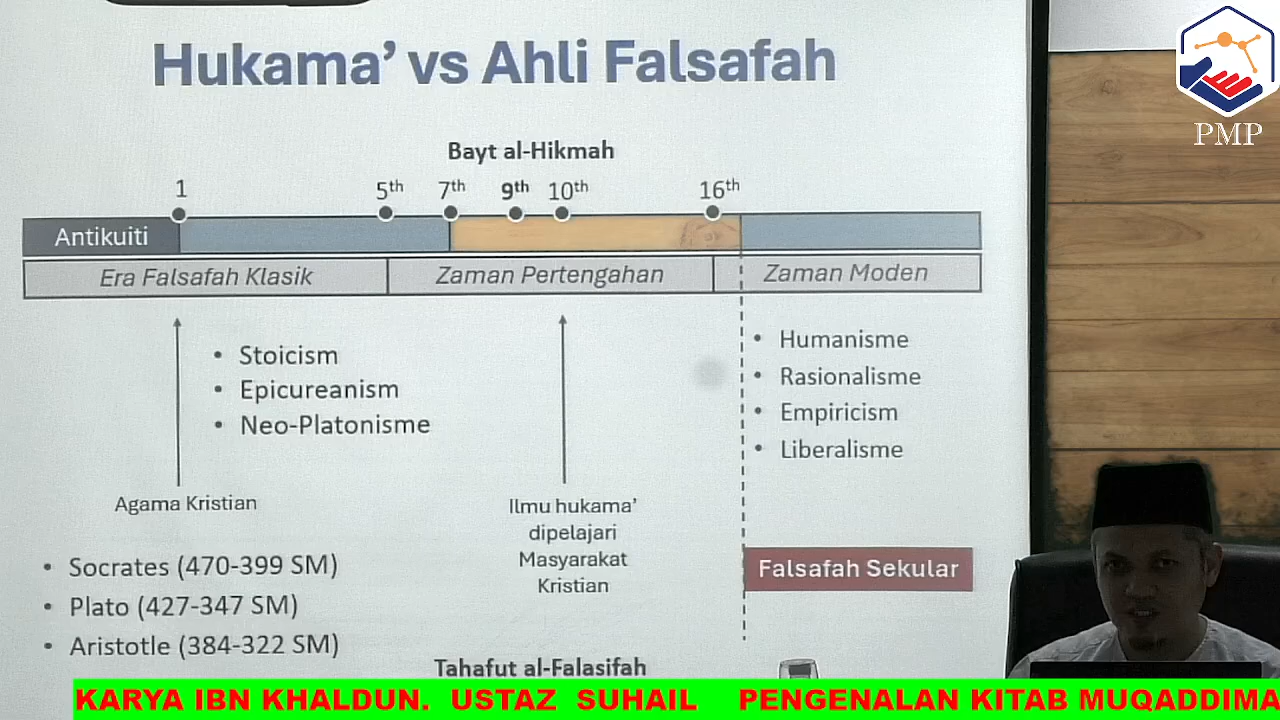 Hukama’ vs Ahli Falsafah
PMP
Bayt al-Hikmah
1 5th 7th 9th 10th 16th
Antikuiti
Era Falsafah Klasik Zaman Pertengahan Zaman Moden
• Stoicism
• Epicureanism
• Neo-Platonisme
• Humanisme
• Rasionalisme
• Empiricism
• Liberalisme
Agama Kristian
Ilmu hukama’
dipelajari
Masyarakat
Kristian
Falsafah Sekular
• Socrates (470-399 SM)
• Plato (427-347 SM)
• Aristotle (384-322 SM)
Tahafut al-Falasifah
KARYA IBN KHALDUN. USTAZ SUHAIL PENGENALAN KITAB MUQADDIMA